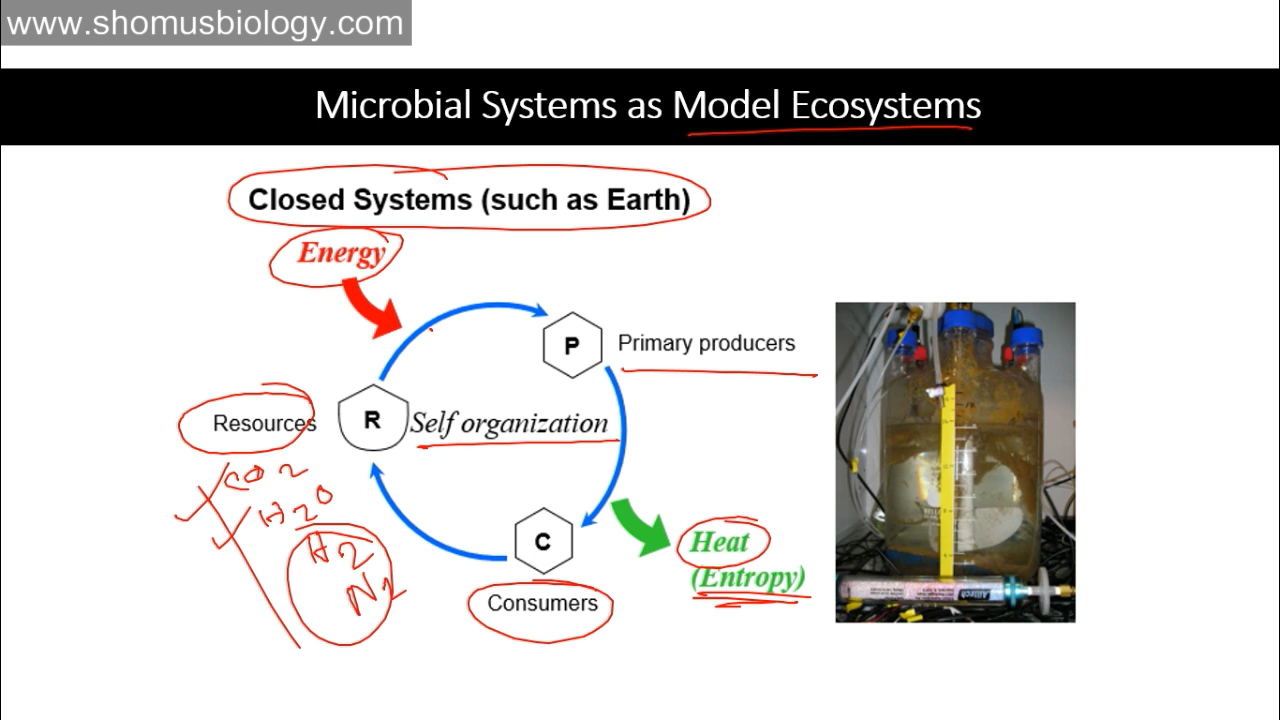 www.shomusbiology.com
Microbial Systems as Model Ecosystems
Closed Systems (such as Earth)
Energy
P
Primary producers
Resources
R
Self organization
CO2
H2O
H2
N2
C
Consumers
Heat
(Entropy)
Alltech